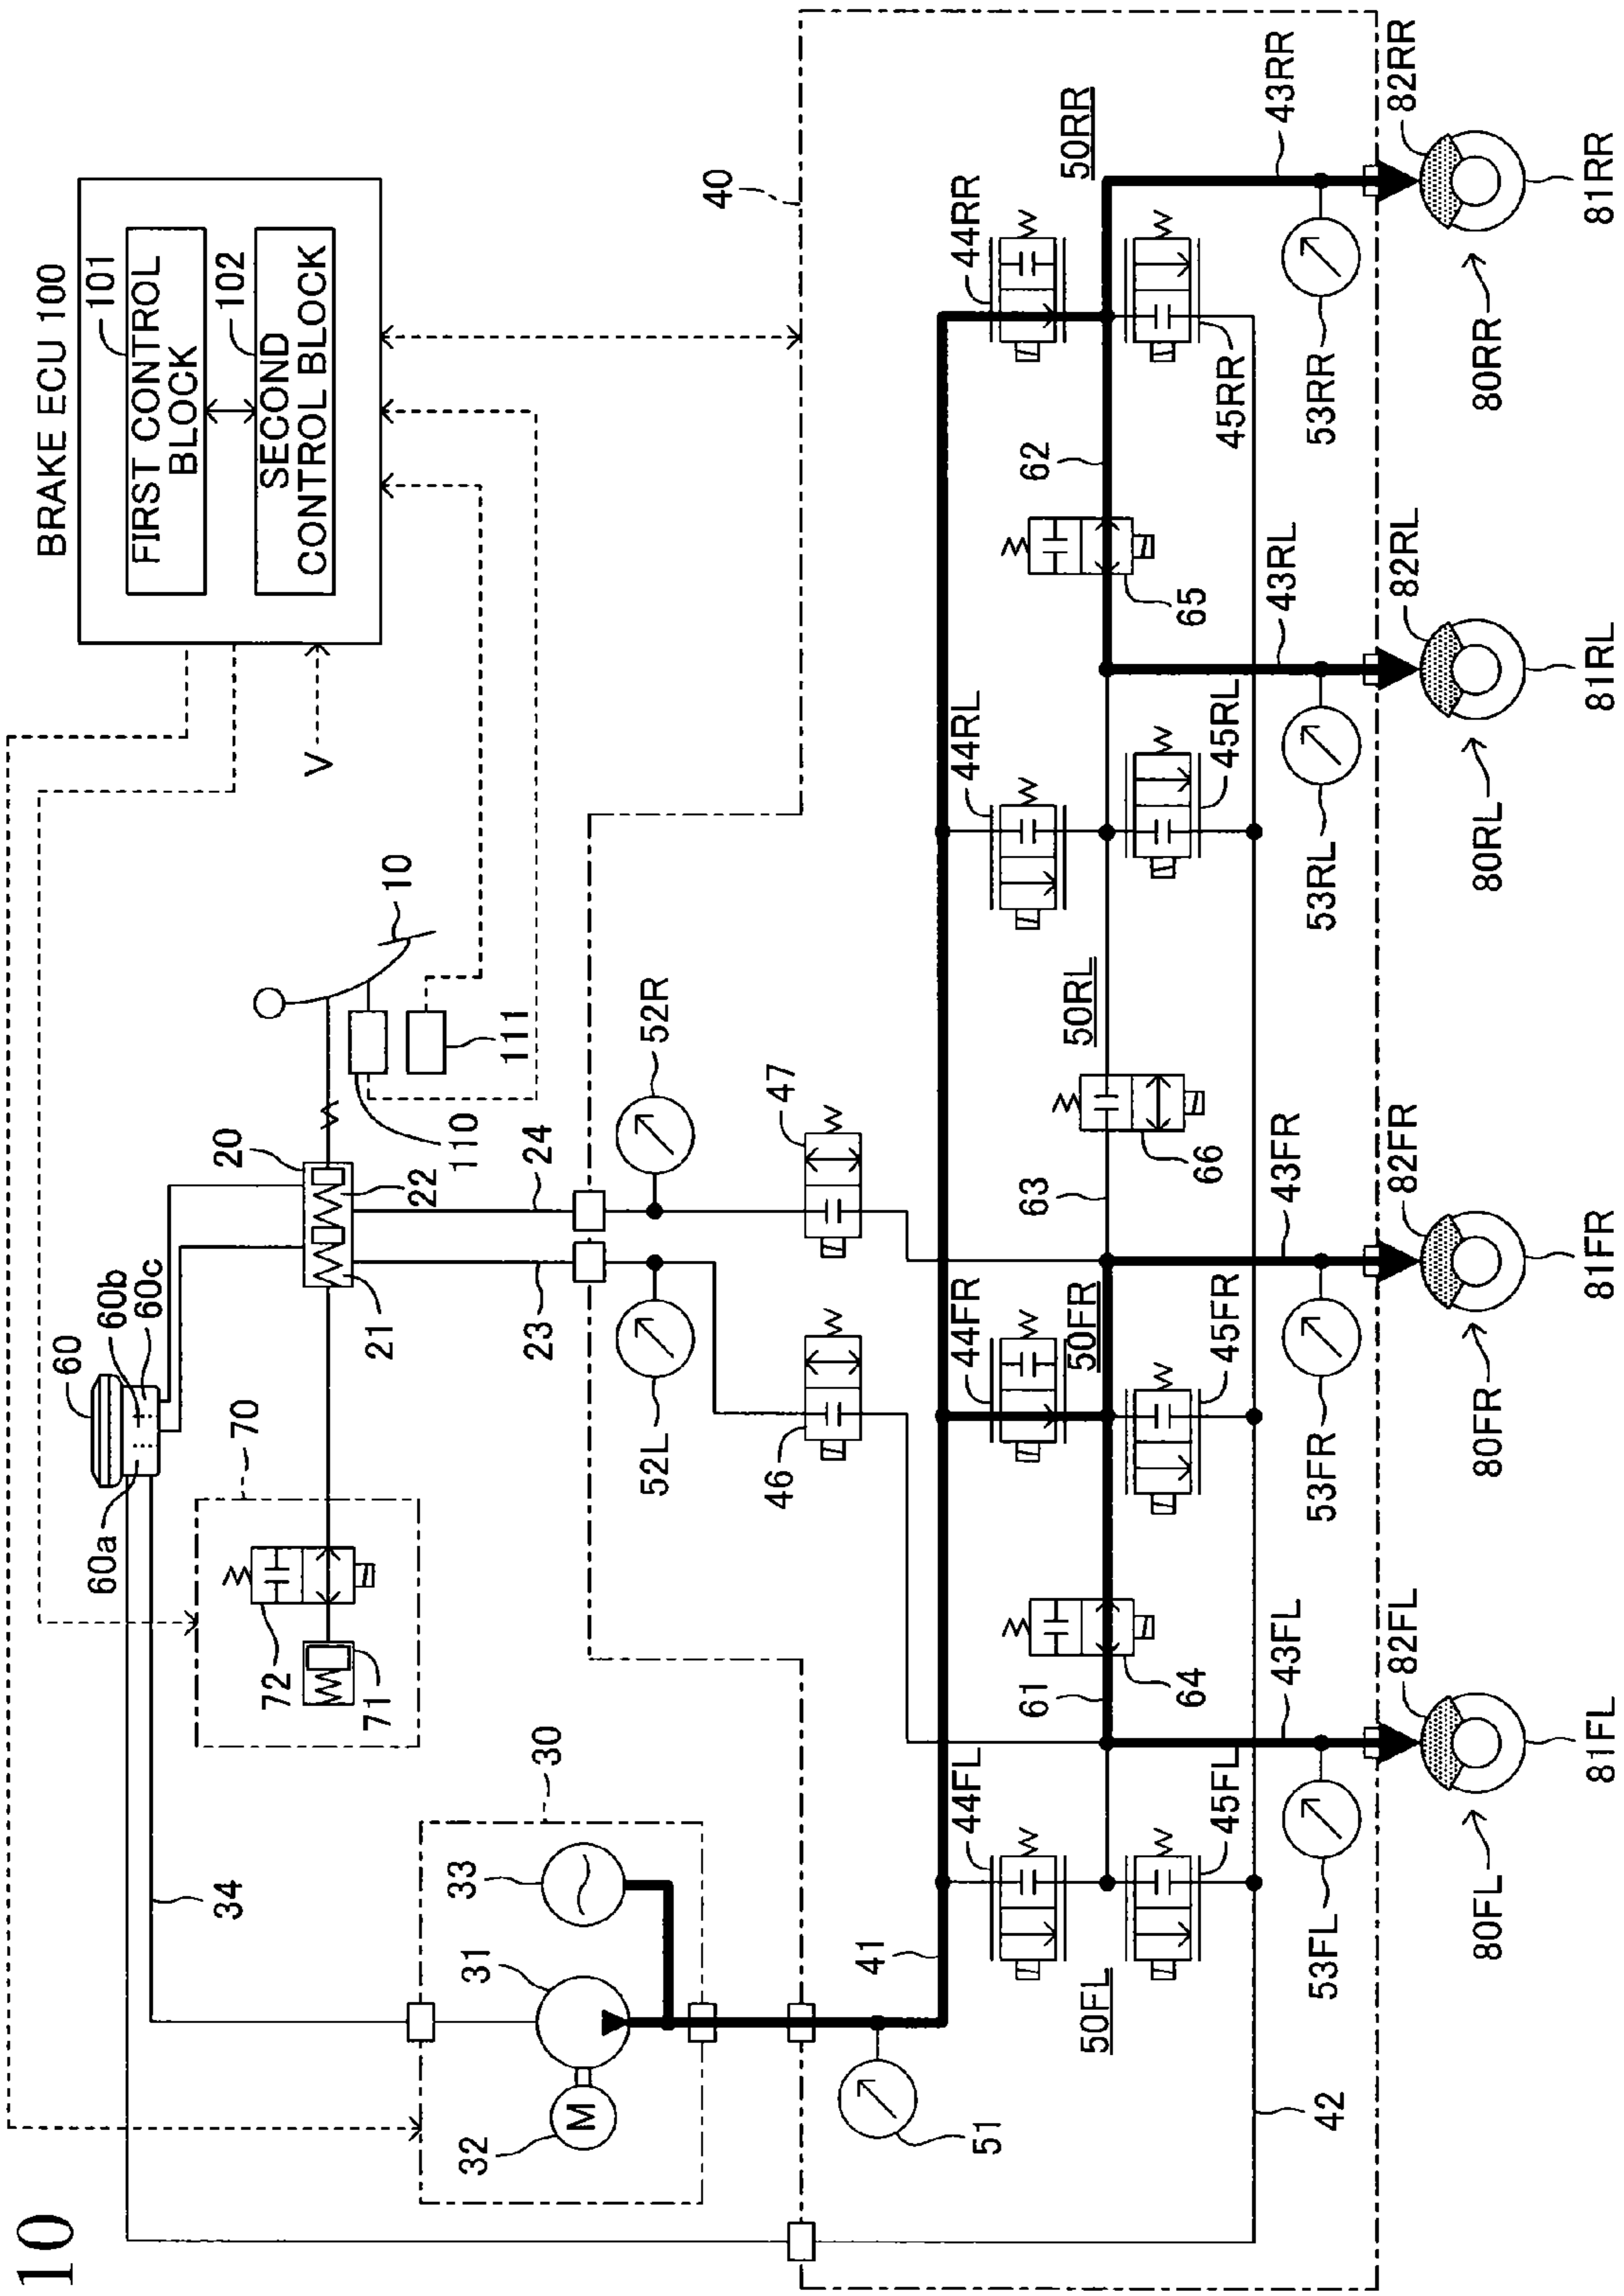 10
BRAKE ECU 100
FIRST CONTROL
BLOCK
101
SECOND
CONTROL BLOCK
102
V
60
60a
60b
60c
70
72
71
20
21
22
10
110
111
34
30
31
32
33
M
23
24
52L
52R
46
47
40
41
51
42
44FL
45FL
50FL
61
64
44FR
45FR
50FR
63
66
50RL
44RL
45RL
65
62
44RR
45RR
50RR
43FL
43FR
43RL
43RR
53FL
53FR
53RL
53RR
82FL
82FR
82RL
82RR
80FL
80FR
80RL
80RR
81FL
81FR
81RL
81RR